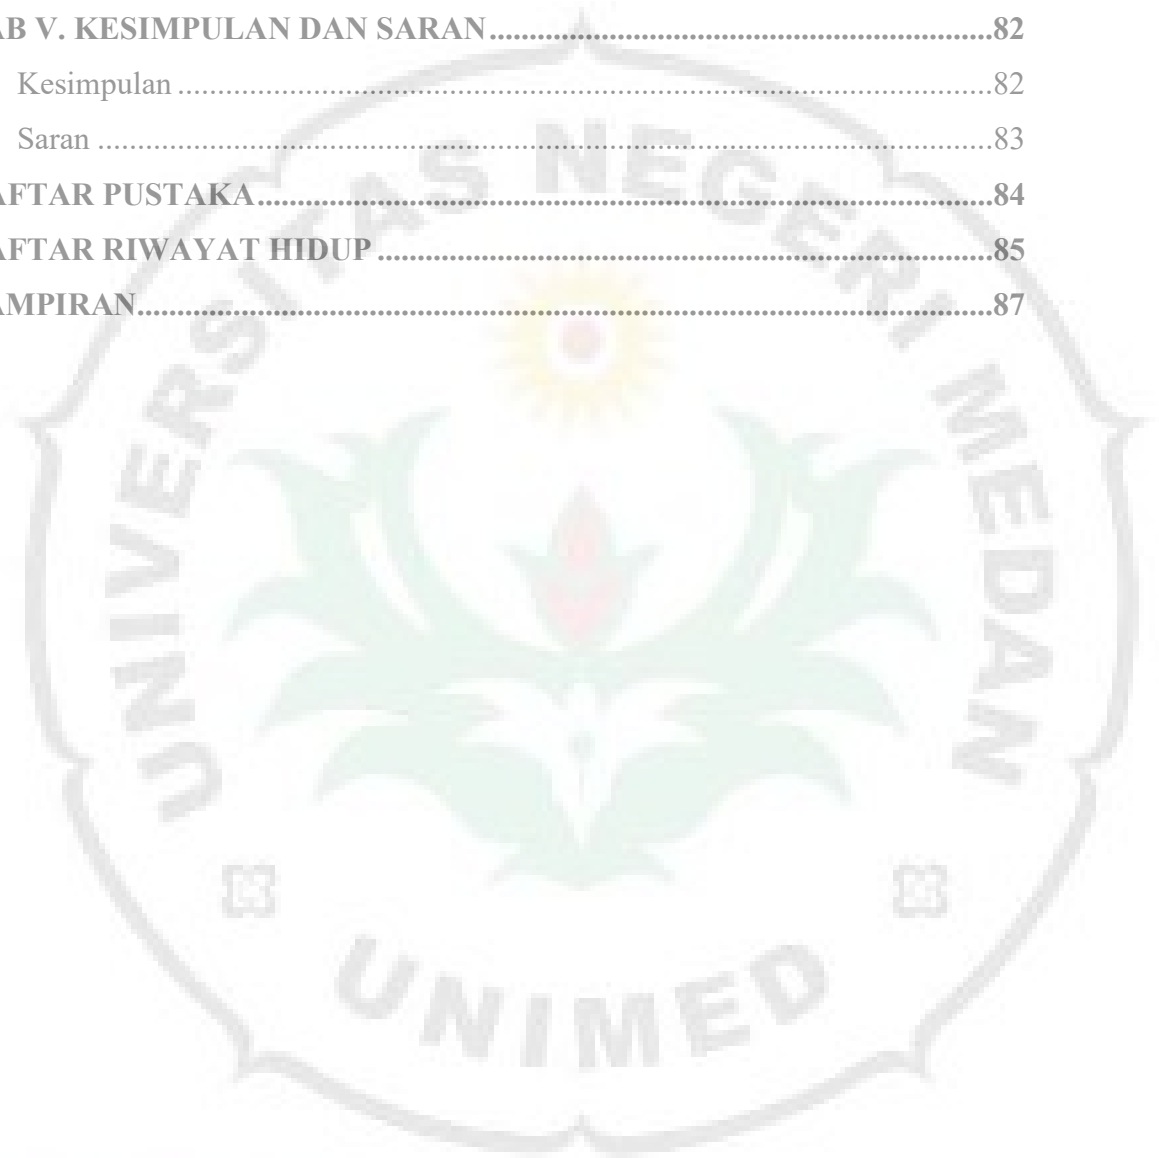 AB V. KESIMPULAN DAN SARAN..............................................................82
Kesimpulan.....................................................................................82
Saran..............................................................................................83
AFTAR PUSTAKA...........................................................................................84
AFTAR RIWAYAT HIDUP............................................................................85
AMPIRAN.........................................................................................................87
UNIVERSITAS NEGERI MEDAN
UNIMED